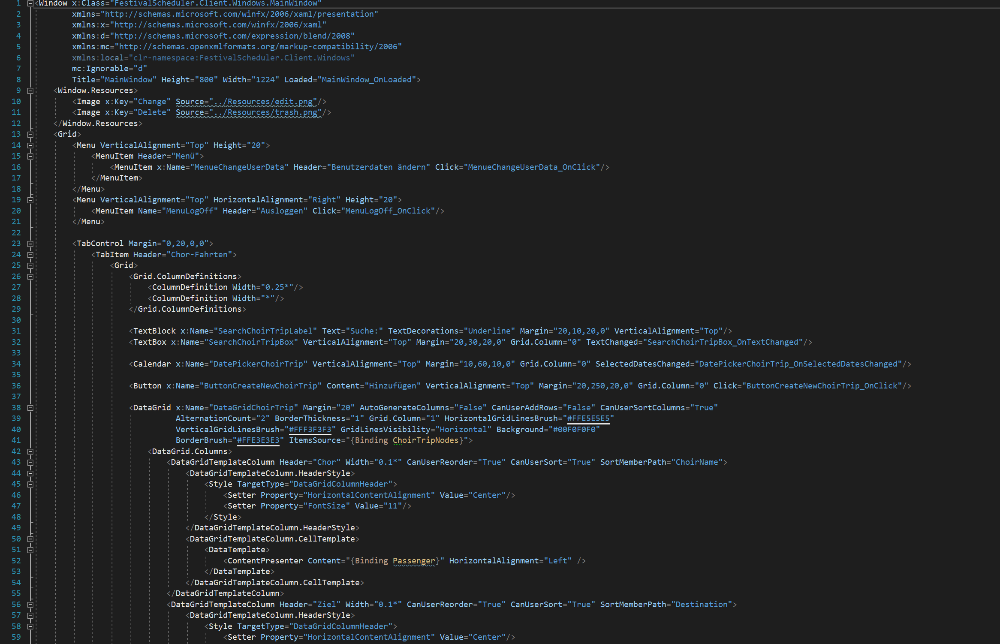 1 <Window x:Class="FestivalScheduler.Client.Windows.MainWindow"
2 xmlns="http://schemas.microsoft.com/winfx/2006/xaml/presentation"
3 xmlns:x="http://schemas.microsoft.com/winfx/2006/xaml"
4 xmlns:d="http://schemas.microsoft.com/expression/blend/2008"
5 xmlns:mc="http://schemas.openxmlformats.org/markup-compatibility/2006"
6 xmlns:local="clr-namespace:FestivalScheduler.Client.Windows"
7 mc:Ignorable="d"
8 Title="MainWindow" Height="800" Width="1224" Loaded="MainWindow_OnLoaded">
9 <Window.Resources>
10 <Image x:Key="Change" Source="../Resources/edit.png"/>
11 <Image x:Key="Delete" Source="../Resources/trash.png"/>
12 </Window.Resources>
13 <Grid>
14 <Menu VerticalAlignment="Top" Height="20">
15 <MenuItem Header="Menü">
16 <MenuItem x:Name="MenueChangeUserData" Header="Benutzerdaten ändern" Click="MenueChangeUserData_OnClick"/>
17 </MenuItem>
18 </Menu>
19 <Menu VerticalAlignment="Top" HorizontalAlignment="Right" Height="20">
20 <MenuItem Name="MenuLogOff" Header="Ausloggen" Click="MenuLogOff_OnClick"/>
21 </Menu>
22
23 <TabControl Margin="0,20,0,0">
24 <TabItem Header="Chor-Fahrten">
25 <Grid>
26 <Grid.ColumnDefinitions>
27 <ColumnDefinition Width="0.25*"/>
28 <ColumnDefinition Width="*"/>
29 </Grid.ColumnDefinitions>
30
31 <TextBlock x:Name="SearchChoirTripLabel" Text="Suche:" TextDecorations="Underline" Margin="20,10,20,0" VerticalAlignment="Top"/>
32 <TextBox x:Name="SearchChoirTripBox" VerticalAlignment="Top" Margin="20,30,20,0" Grid.Column="0" TextChanged="SearchChoirTripBox_OnTextChanged"/>
33
34 <Calendar x:Name="DatePickerChoirTrip" VerticalAlignment="Top" Margin="10,60,10,0" Grid.Column="0" SelectedDatesChanged="DatePickerChoirTrip_OnSelectedDatesChanged"/>
35
36 <Button x:Name="ButtonCreateNewChoirTrip" Content="Hinzufügen" VerticalAlignment="Top" Margin="20,250,20,0" Grid.Column="0" Click="ButtonCreateNewChoirTrip_OnClick"/>
37
38 <DataGrid x:Name="DataGridChoirTrip" Margin="20" AutoGenerateColumns="False" CanUserAddRows="False" CanUserSortColumns="True"
39 AlternationCount="2" BorderThickness="1" Grid.Column="1" HorizontalGridLinesBrush="#FFE5E5E5"
40 VerticalGridLinesBrush="#FFF3F3F3" GridLinesVisibility="Horizontal" Background="#00F0F0F0"
41 BorderBrush="#FFE3E3E3" ItemsSource="{Binding ChoirTripNodes}">
42 <DataGrid.Columns>
43 <DataGridTemplateColumn Header="Chor" Width="0.1*" CanUserReorder="True" CanUserSort="True" SortMemberPath="ChoirName">
44 <DataGridTemplateColumn.HeaderStyle>
45 <Style TargetType="DataGridColumnHeader">
46 <Setter Property="HorizontalContentAlignment" Value="Center"/>
47 <Setter Property="FontSize" Value="11"/>
48 </Style>
49 </DataGridTemplateColumn.HeaderStyle>
50 <DataGridTemplateColumn.CellTemplate>
51 <DataTemplate>
52 <ContentPresenter Content="{Binding Passenger}" HorizontalAlignment="Left" />
53 </DataTemplate>
54 </DataGridTemplateColumn.CellTemplate>
55 </DataGridTemplateColumn>
56 <DataGridTemplateColumn Header="Ziel" Width="0.1*" CanUserReorder="True" CanUserSort="True" SortMemberPath="Destination">
57 <DataGridTemplateColumn.HeaderStyle>
58 <Style TargetType="DataGridColumnHeader">
59 <Setter Property="HorizontalContentAlignment" Value="Center"/>